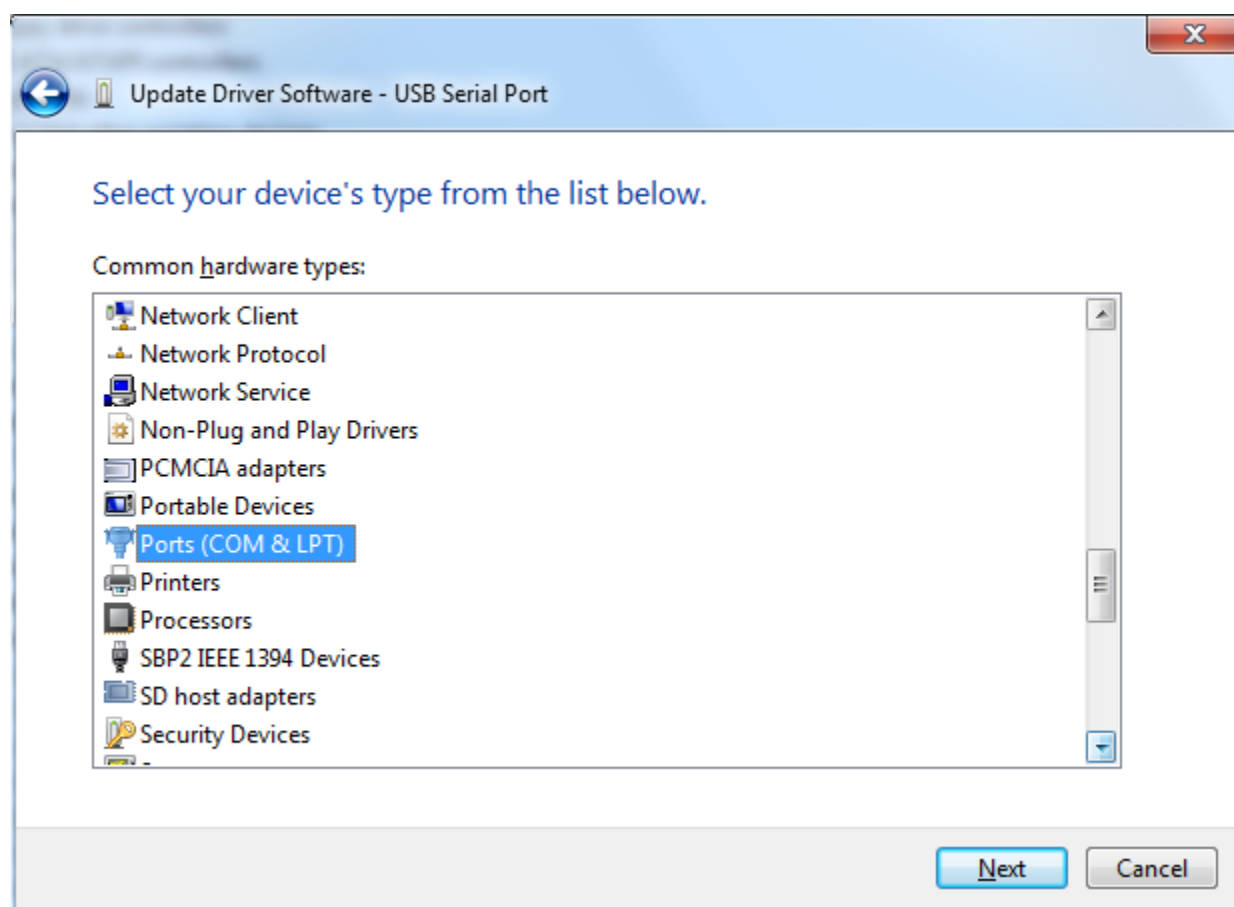 Update Driver Software - USB Serial Port
Select your device's type from the list below.
Common hardware types:
Network Client
Network Protocol
Network Service
Non-Plug and Play Drivers
PCMCIA adapters
Portable Devices
Ports (COM & LPT)
Printers
Processors
SBP2 IEEE 1394 Devices
SD host adapters
Security Devices
Next
Cancel